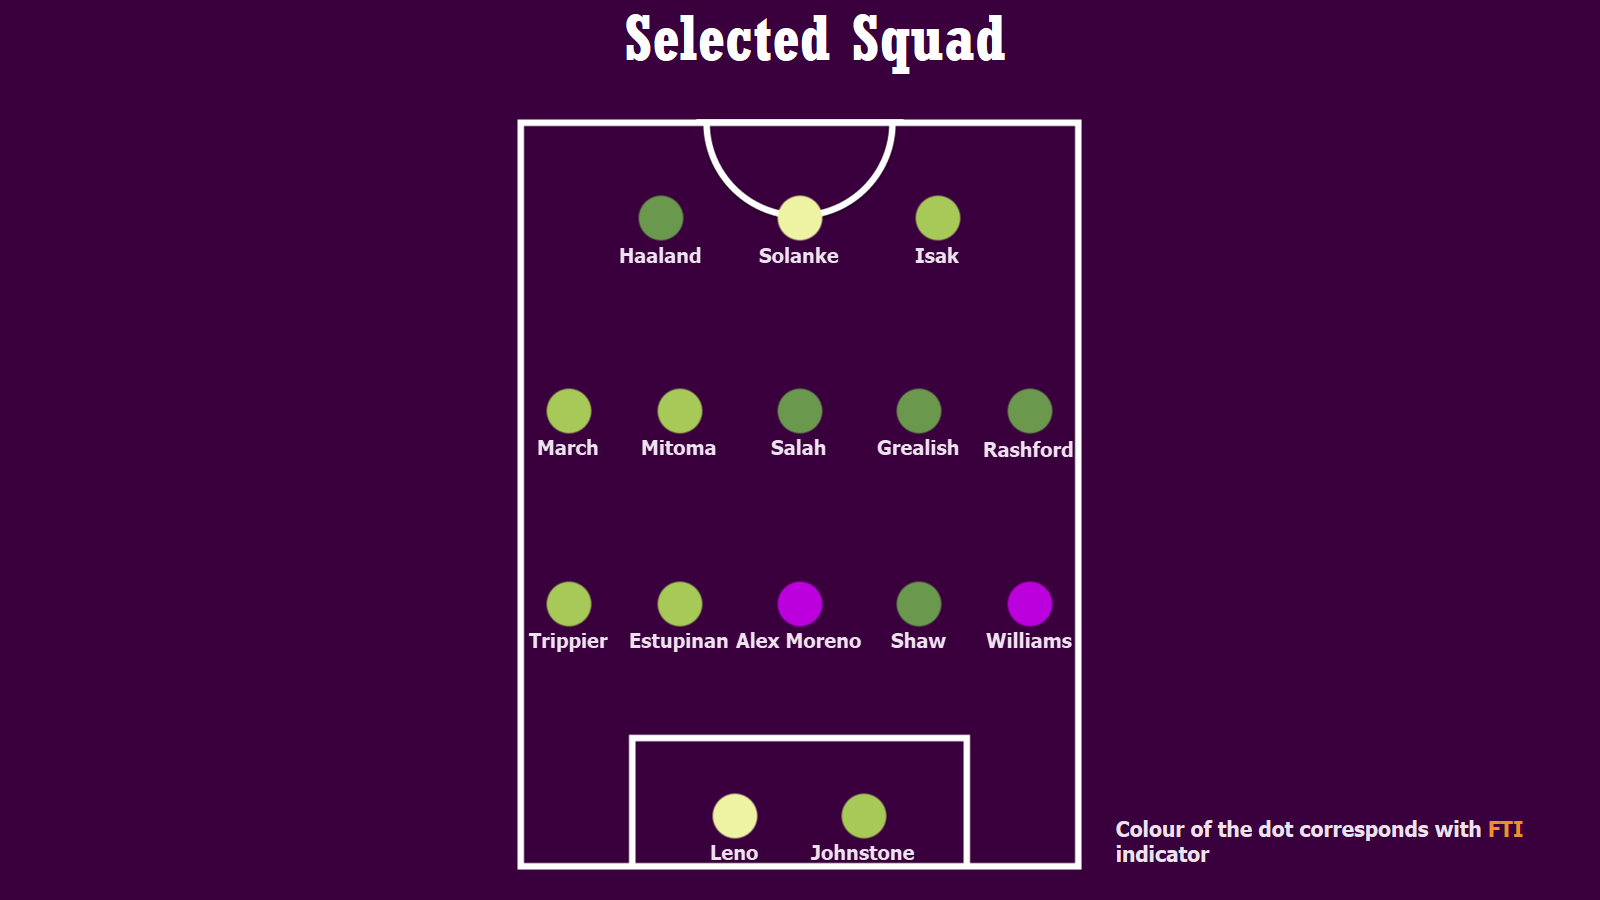 Selected Squad
Haaland
Solanke
Isak
March
Mitoma
Salah
Grealish
Rashford
Trippier
Estupinan
Alex Moreno
Shaw
Williams
Leno
Johnstone
Colour of the dot corresponds with FTI
indicator